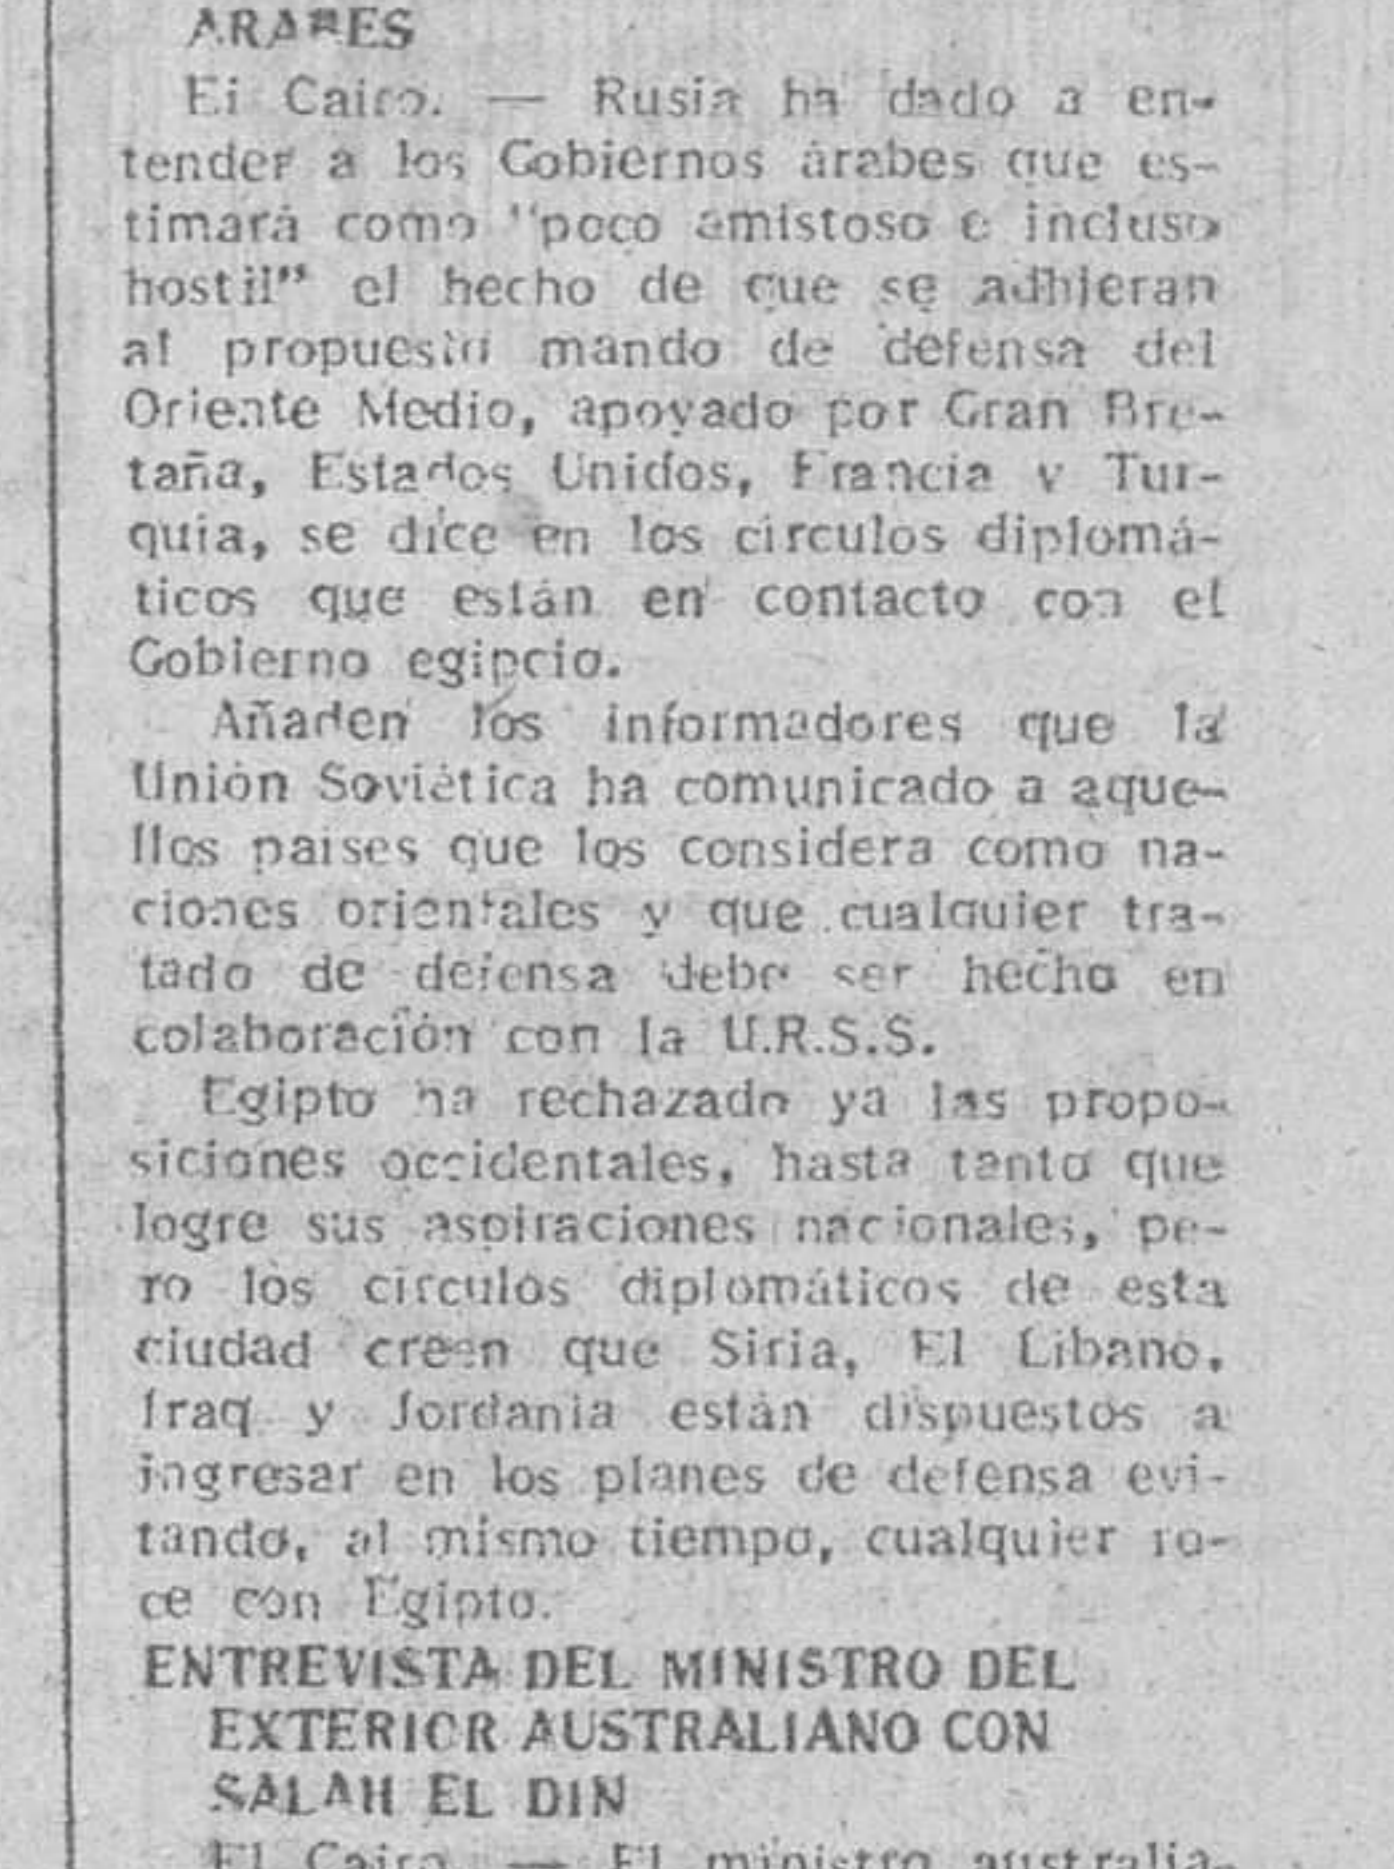 ARABES
El Cairo. — Rusia ha dado a en-
tender a los Gobiernos árabes que es-
timará como "poco amistoso e incluso
hostil" el hecho de que se adhieran
al propuesto mando de defensa del
Oriente Medio, apoyado por Gran Bre-
taña, Estados Unidos, Francia y Tur-
quía, se dice en los círculos diplomá-
ticos que están en contacto con el
Gobierno egipcio.
Añaden los informadores que la
Unión Soviética ha comunicado a aque-
llos países que los considera como na-
ciones orientales y que cualquier tra-
tado de defensa debe ser hecho en
colaboración con la U.R.S.S.
Egipto ha rechazado ya las propo-
siciones occidentales, hasta tanto que
logre sus aspiraciones nacionales, pe-
ro los círculos diplomáticos de esta
ciudad creen que Siria, El Líbano,
Iraq y Jordania están dispuestos a
ingresar en los planes de defensa evi-
tando, al mismo tiempo, cualquier ro-
ce con Egipto.
ENTREVISTA DEL MINISTRO DEL
EXTERIOR AUSTRALIANO CON
SALAH EL DIN
El Cairo. — El ministro australia-